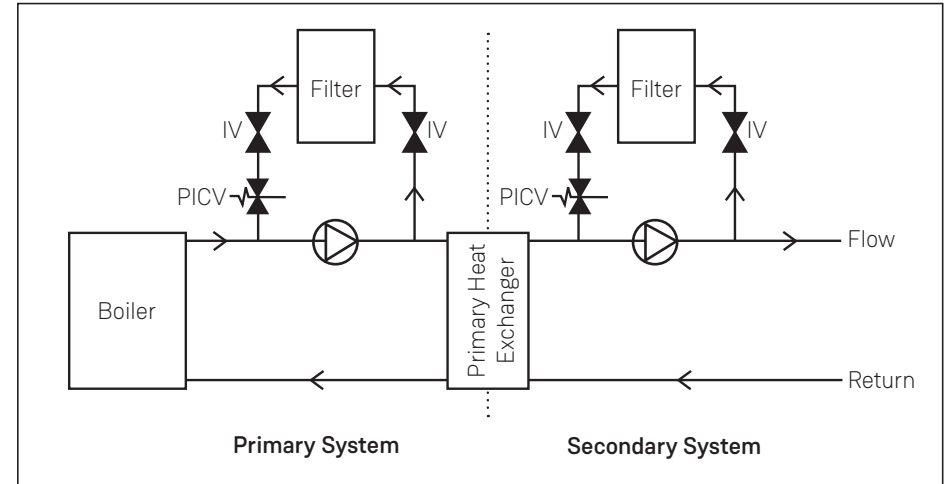 Filter
Filter
IV
IV
IV
IV
PICV
PICV
Flow
Boiler
Primary Heat
Exchanger
Return
Primary System
Secondary System